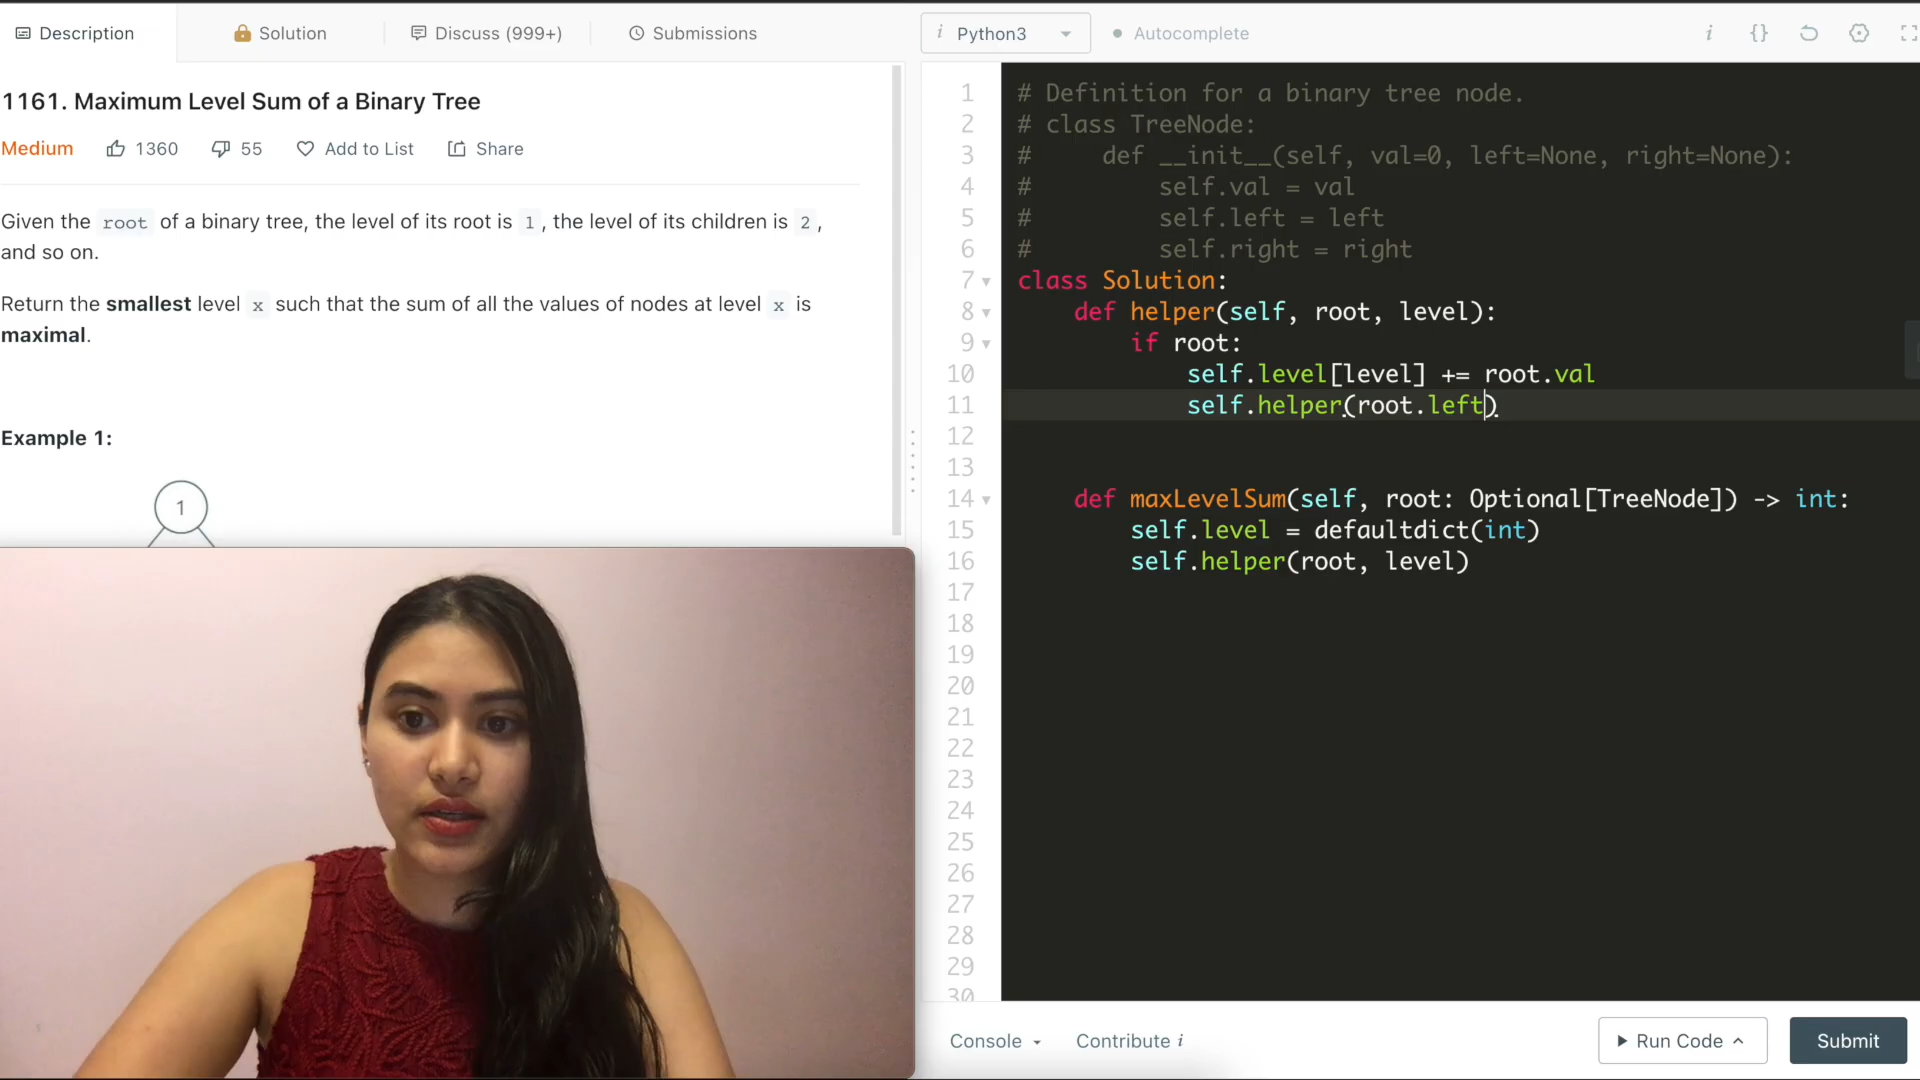 Description
Solution
Discuss (999+)
Submissions
i Python3
Autocomplete
i {}
1161. Maximum Level Sum of a Binary Tree
Medium 1360 55 Add to List Share
Given the root of a binary tree, the level of its root is 1, the level of its children is 2,
and so on.
Return the smallest level x such that the sum of all the values of nodes at level x is
maximal.
Example 1:
1
1 # Definition for a binary tree node.
2 # class TreeNode:
3 #     def __init__(self, val=0, left=None, right=None):
4 #         self.val = val
5 #         self.left = left
6 #         self.right = right
7 class Solution:
8     def helper(self, root, level):
9         if root:
10             self.level[level] += root.val
11             self.helper(root.left)
12
13
14     def maxLevelSum(self, root: Optional[TreeNode]) -> int:
15         self.level = defaultdict(int)
16         self.helper(root, level)
17
18
19
20
21
22
23
24
25
26
27
28
29
30
Console
Contribute i
Run Code
Submit